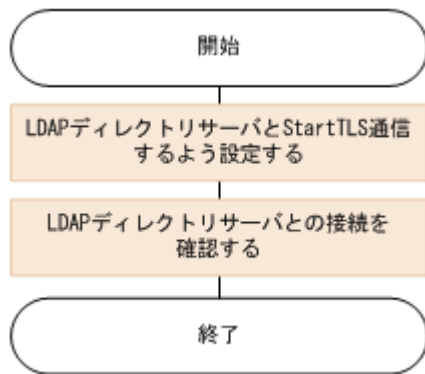 開始
LDAPディレクトリサーバとStartTLS通信
するよう設定する
LDAPディレクトリサーバとの接続を
確認する
終了